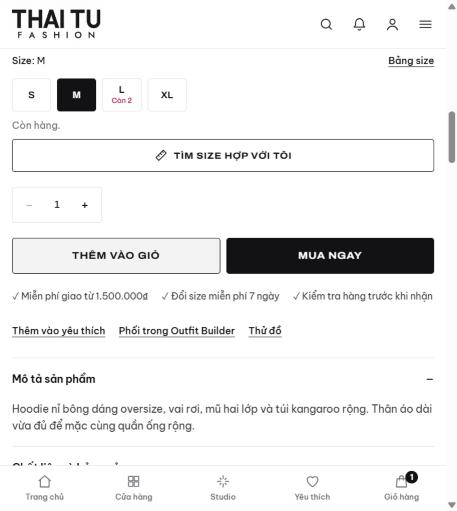 THAI TU
FASHION
Size: M
Bảng size
S
M
L
Còn 2
XL
Còn hàng.
TÌM SIZE HỢP VỚI TÔI
− 1 +
THÊM VÀO GIỎ
MUA NGAY
✓ Miễn phí giao từ 1.500.000₫ ✓ Đổi size miễn phí 7 ngày ✓ Kiểm tra hàng trước khi nhận
Thêm vào yêu thích Phối trong Outfit Builder Thử đồ
Mô tả sản phẩm −
Hoodie nỉ bông dáng oversize, vai rơi, mũ hai lớp và túi kangaroo rộng. Thân áo dài
vừa đủ để mặc cùng quần ống rộng.
1
Trang chủ Cửa hàng Studio Yêu thích Giỏ hàng